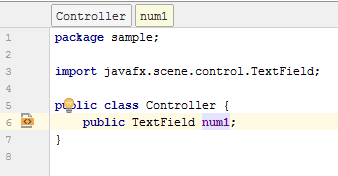 Controller num1
1 package sample;
2
3 import javafx.scene.control.TextField;
4
5 public class Controller {
6 public TextField num1;
7 }
8